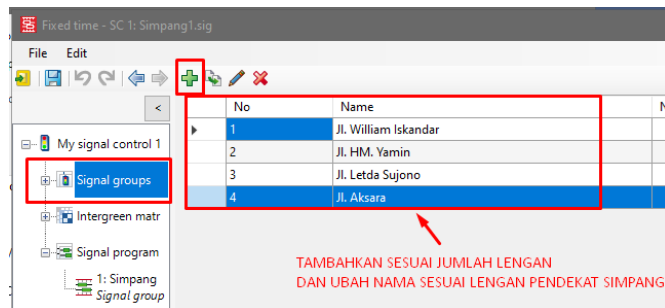 Fixed time - SC 1: Simpang1.sig
File Edit
<
No Name
1 Jl. William Iskandar
2 Jl. HM. Yamin
3 Jl. Letda Sujono
4 Jl. Aksara
My signal control 1
Signal groups
Intergreen matr
Signal program
1: Simpang
Signal group
TAMBAHKAN SESUAI JUMLAH LENGAN
DAN UBAH NAMA SESUAI LENGAN PENDEKAT SIMPANG